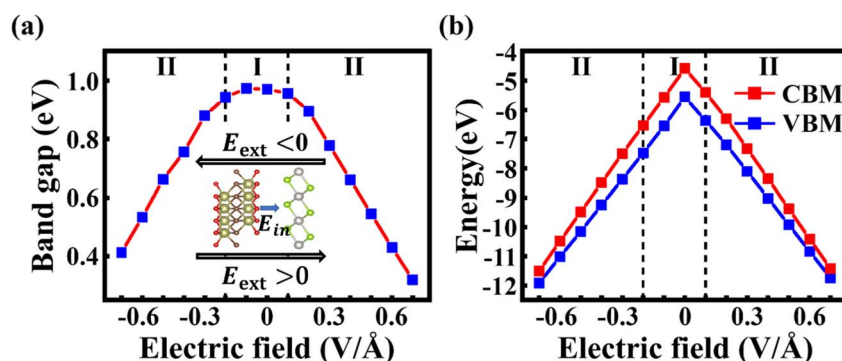 (a)
II I II
Band gap (eV)
1.0
0.8
0.6
0.4
E_ext <0
E_in
E_ext >0
-0.6 -0.3 0 0.3 0.6
Electric field (V/Å)
(b)
II I II
CBM
VBM
Energy(eV)
-4
-5
-6
-7
-8
-9
-10
-11
-12
-0.6 -0.3 0 0.3 0.6
Electric field (V/Å)